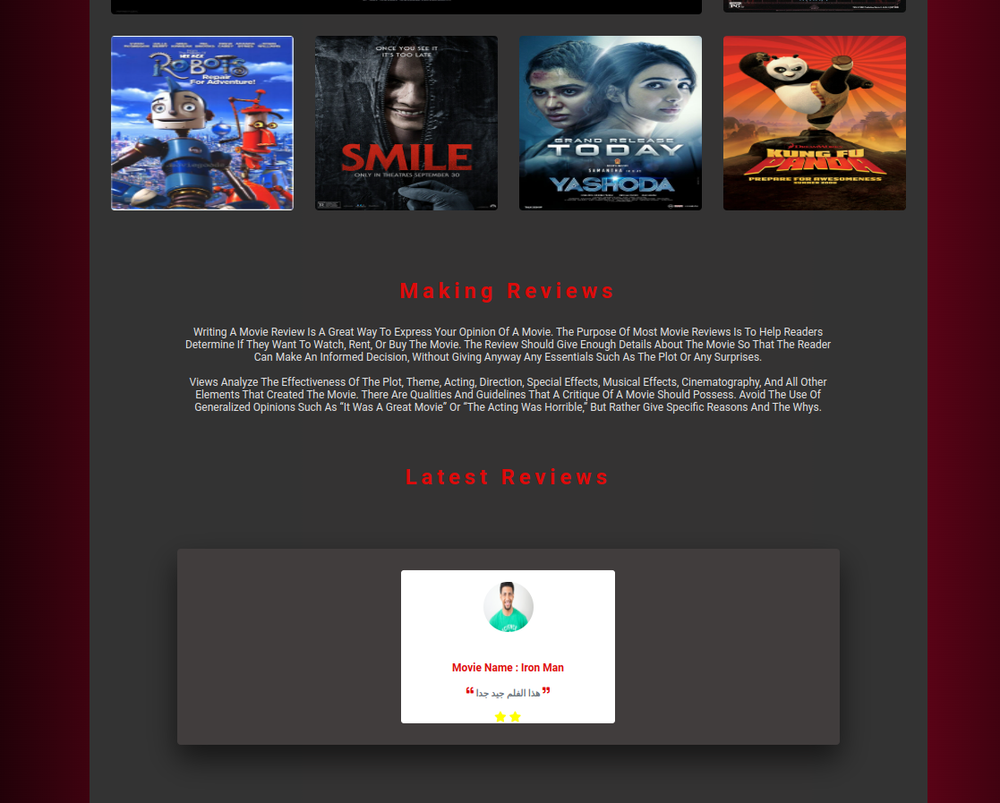 ROBOTS
Repair
For Adventure!
ONCE YOU SEE IT
IT'S TOO LATE
SMILE
ONLY IN THEATRES SEPTEMBER 30
GRAND RELEASE
TODAY
SAMANTHA
YASHODA
KUNG FU
PANDA
PREPARE FOR AWESOMENESS
SUMMER 2008
Making Reviews
Writing A Movie Review Is A Great Way To Express Your Opinion Of A Movie. The Purpose Of Most Movie Reviews Is To Help Readers
Determine If They Want To Watch, Rent, Or Buy The Movie. The Review Should Give Enough Details About The Movie So That The Reader
Can Make An Informed Decision, Without Giving Anyway Any Essentials Such As The Plot Or Any Surprises.
Views Analyze The Effectiveness Of The Plot, Theme, Acting, Direction, Special Effects, Musical Effects, Cinematography, And All Other
Elements That Created The Movie. There Are Qualities And Guidelines That A Critique Of A Movie Should Possess. Avoid The Use Of
Generalized Opinions Such As “It Was A Great Movie” Or “The Acting Was Horrible,” But Rather Give Specific Reasons And The Whys.
Latest Reviews
Movie Name : Iron Man
❝ هذا الفلم جيد جدا ❞